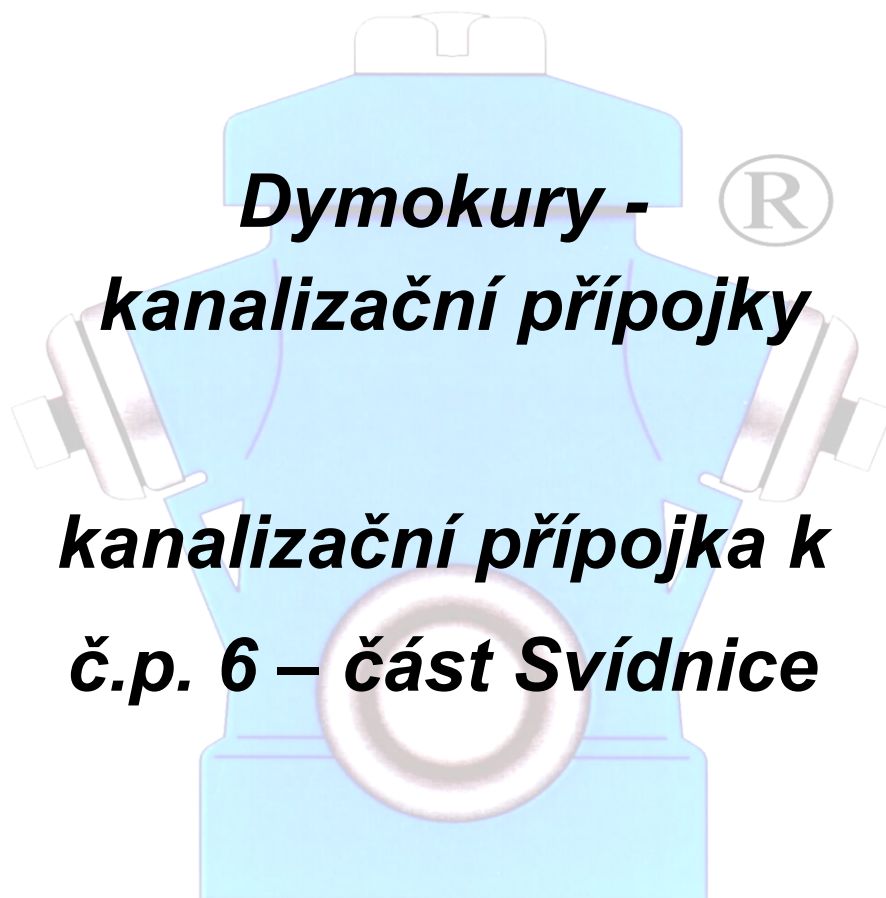 Dymokury -
®
kanalizační přípojky
kanalizační přípojka k
č.p. 6 – část Svídnice